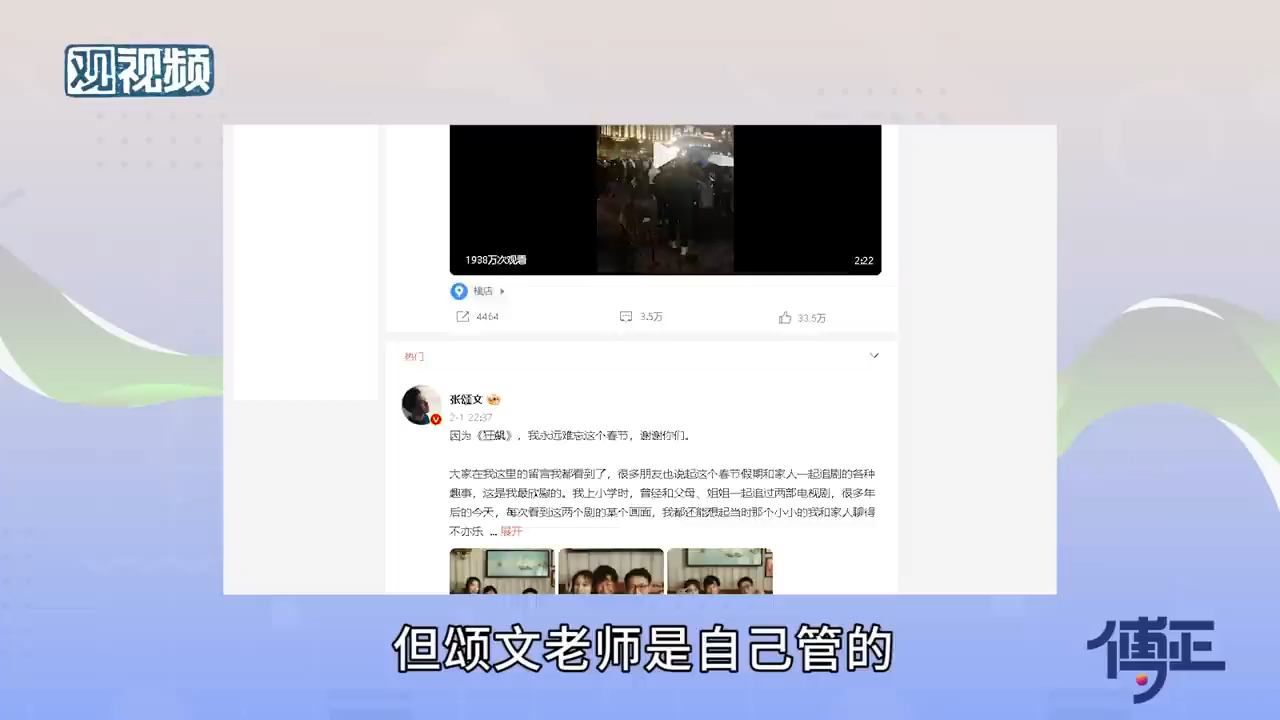 观视频
1938万次观看
2:22
桃店
4464
3.5万
33.5万
热门
张颂文
2-1 22:37
因为《狂飙》，我永远难忘这个春节，谢谢你们。
大家在我这里的留言我都看到了，很多朋友也说起这个春节假期和家人一起追剧的各种
趣事，这是我最欣慰的。我上小学时，曾经和父母、姐姐一起追过两部电视剧，很多年
后的今天，每次看到这两个剧的某个画面，我都还能想起当时那个小小的我和家人聊得
不亦乐 ... 展开
但颂文老师是自己管的
傅正